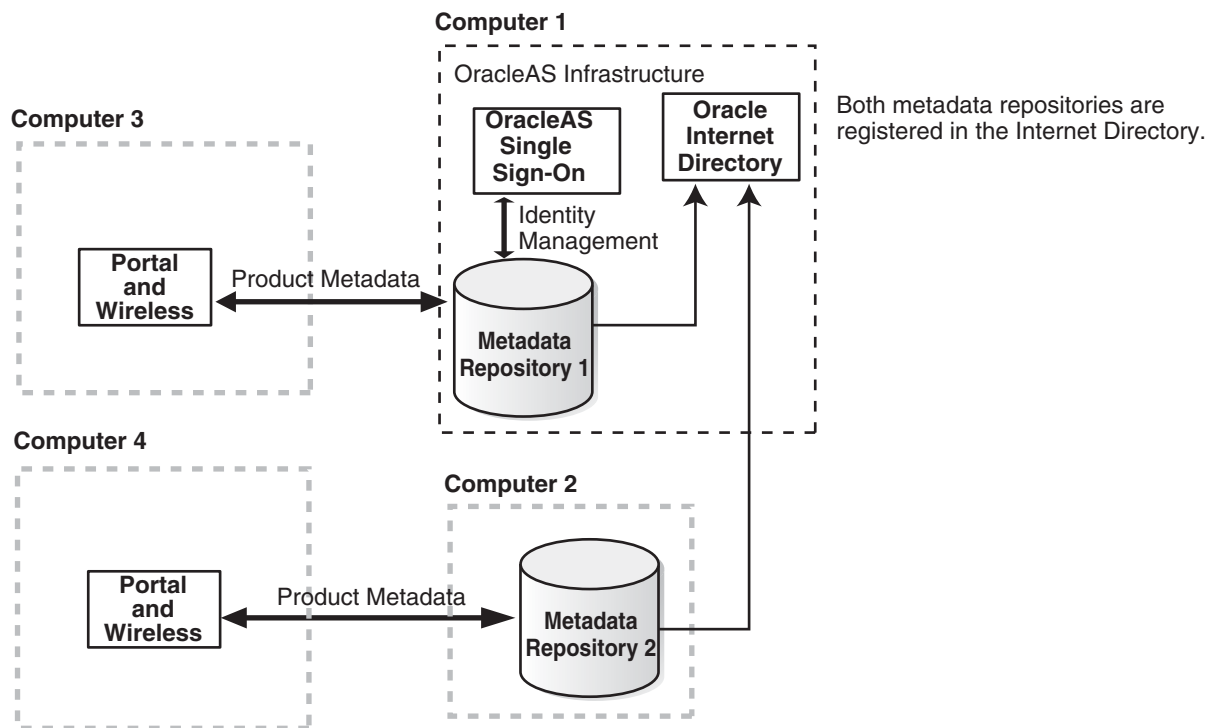 Computer 1
OracleAS Infrastructure
OracleAS
Single
Sign-On
Oracle
Internet
Directory
Both metadata repositories are
registered in the Internet Directory.
Computer 3
Identity
Management
Portal
and
Wireless
Product Metadata
Metadata
Repository 1
Computer 4
Computer 2
Portal
and
Wireless
Product Metadata
Metadata
Repository 2